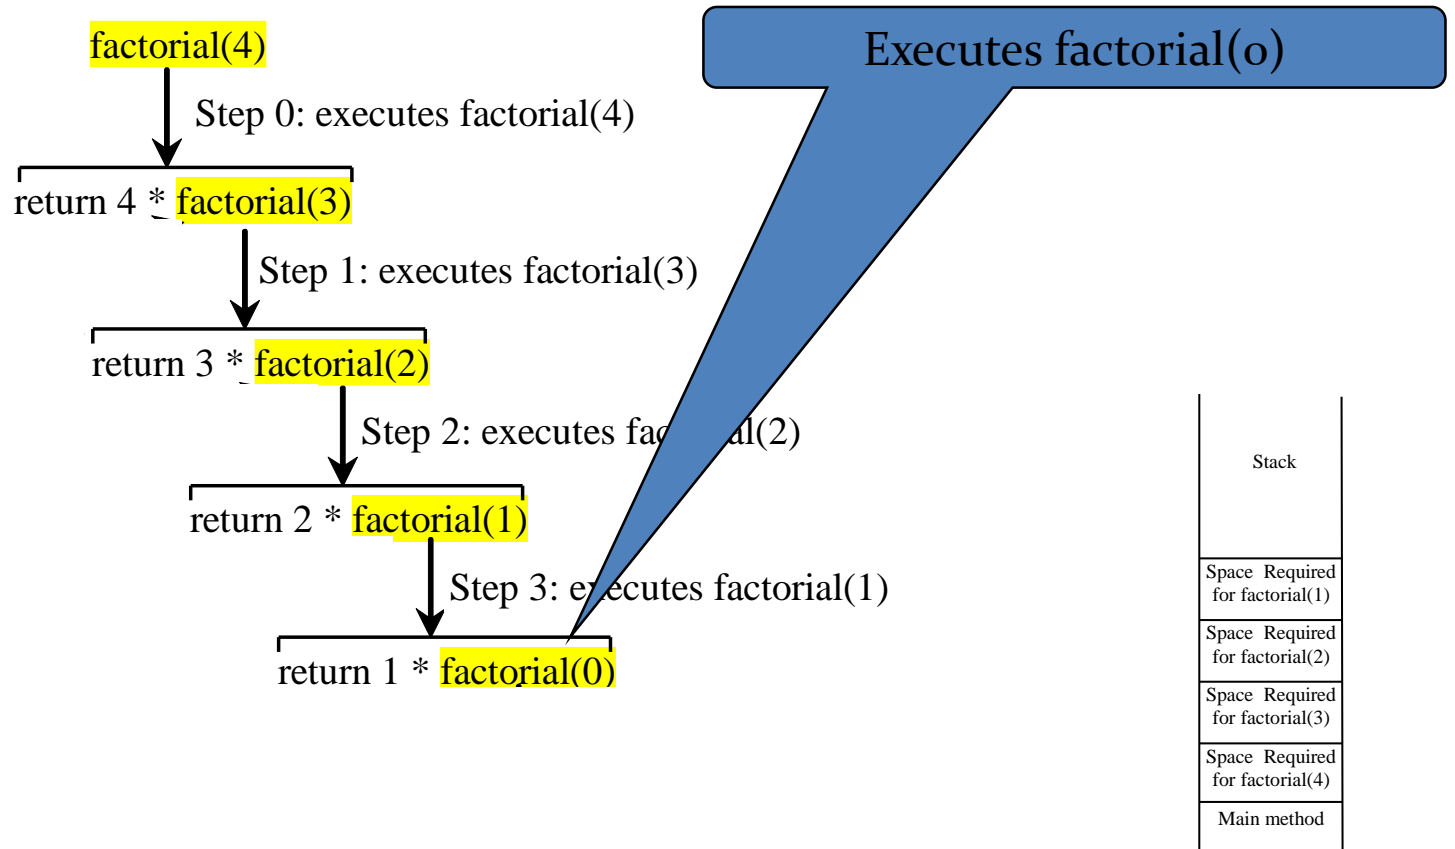 factorial(4)
Executes factorial(0)
Step 0: executes factorial(4)
return 4 * factorial(3)
Step 1: executes factorial(3)
return 3 * factorial(2)
Step 2: executes factorial(2)
return 2 * factorial(1)
Step 3: executes factorial(1)
return 1 * factorial(0)
Stack
Space Required
for factorial(1)
Space Required
for factorial(2)
Space Required
for factorial(3)
Space Required
for factorial(4)
Main method